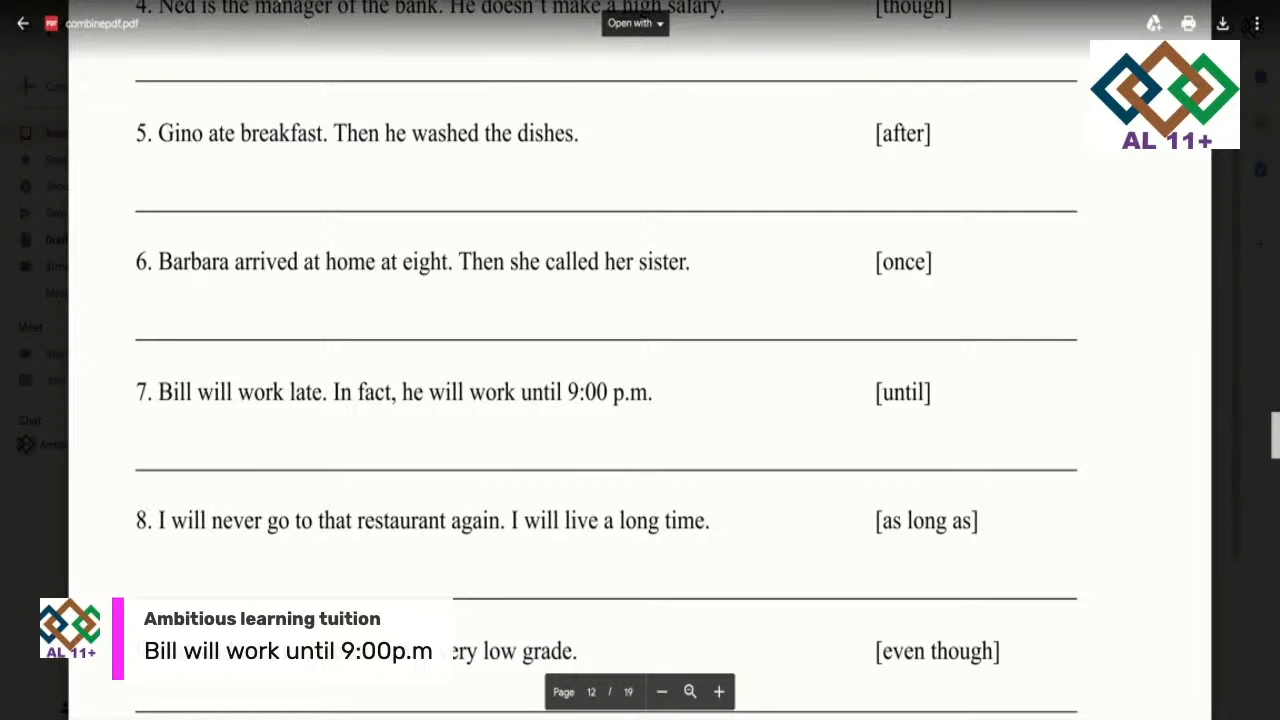 4. Ned is the manager of the bank. He doesn't make a high salary. [though]
combinepdf.pdf
Open with
AL 11+
5. Gino ate breakfast. Then he washed the dishes. [after]
6. Barbara arrived at home at eight. Then she called her sister. [once]
7. Bill will work late. In fact, he will work until 9:00 p.m. [until]
Meet
Chat
8. I will never go to that restaurant again. I will live a long time. [as long as]
Ambitious learning tuition
Bill will work until 9:00p.m
AL 11+
ery low grade. [even though]
Page 12 / 19